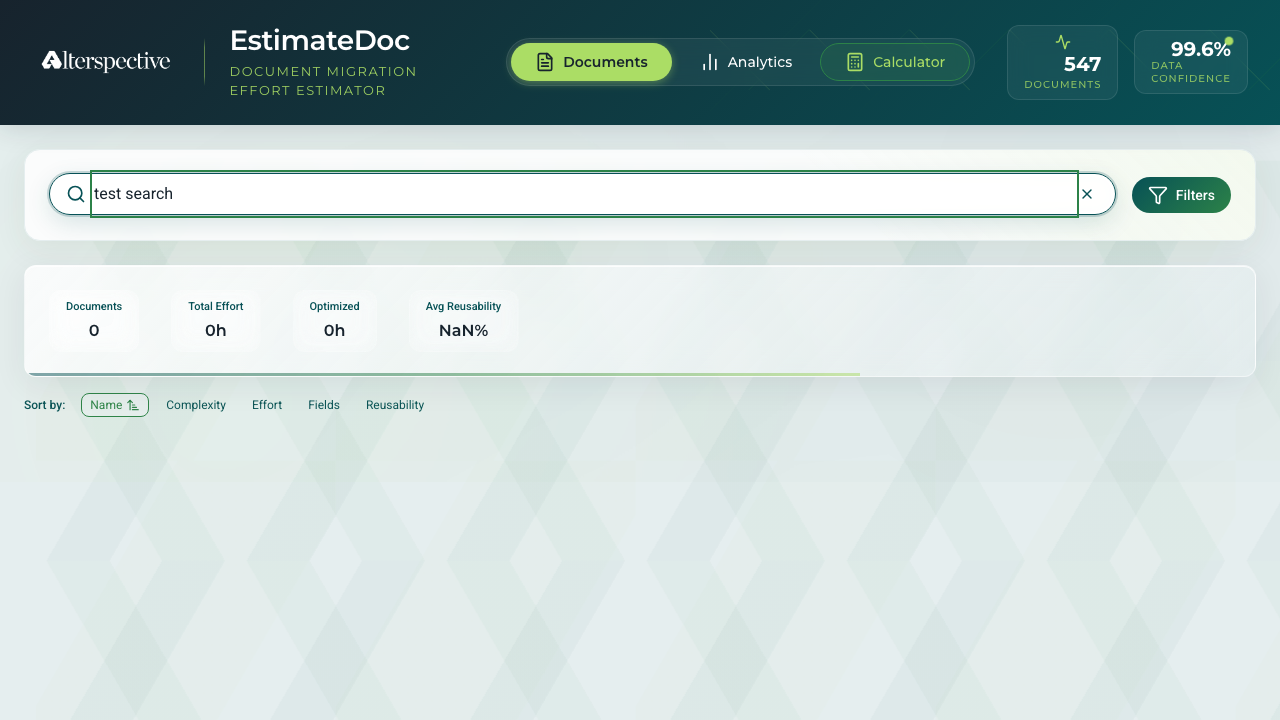 Alterspective
EstimateDoc
DOCUMENT MIGRATION
EFFORT ESTIMATOR
Documents
Analytics
Calculator
547
DOCUMENTS
99.6%
DATA
CONFIDENCE
test search
Filters
Documents
0
Total Effort
0h
Optimized
0h
Avg Reusability
NaN%
Sort by:
Name
Complexity
Effort
Fields
Reusability